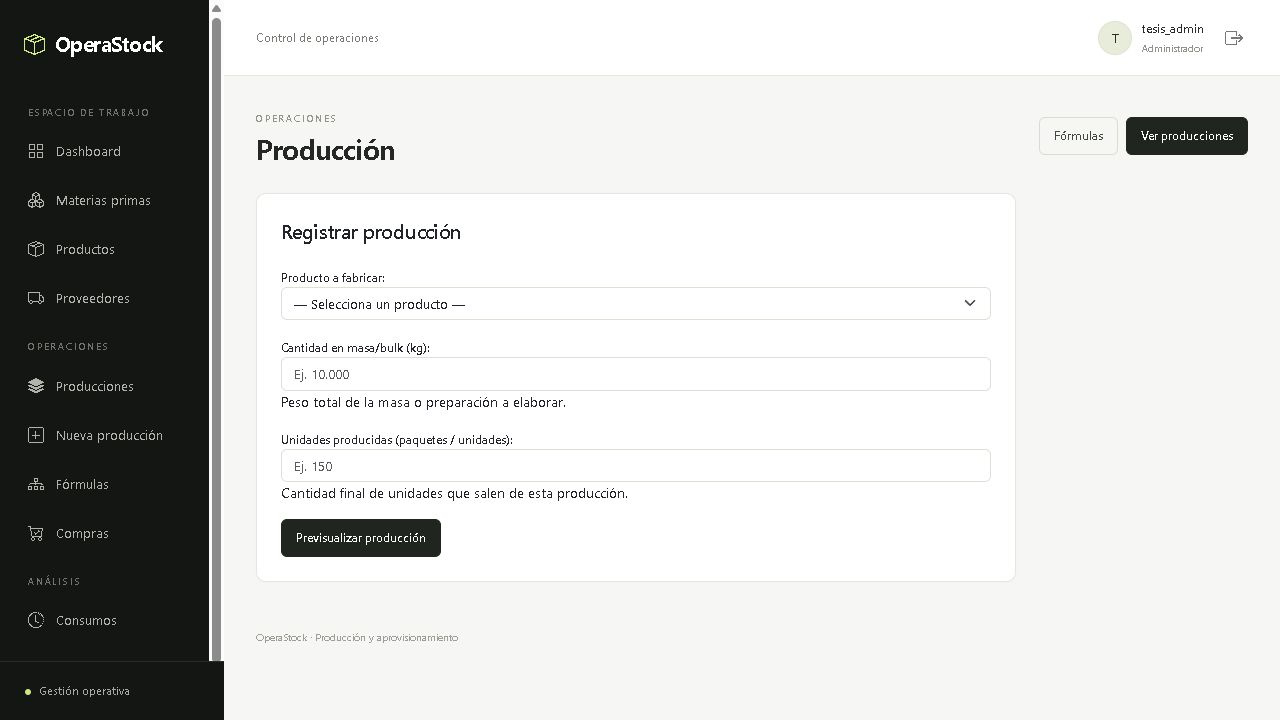 OperaStock
ESPACIO DE TRABAJO
Dashboard
Materias primas
Productos
Proveedores
OPERACIONES
Producciones
Nueva producción
Fórmulas
Compras
ANÁLISIS
Consumos
Gestión operativa
Control de operaciones
T
tesis_admin
Administrador
OPERACIONES
Producción
Fórmulas
Ver producciones
Registrar producción
Producto a fabricar:
— Selecciona un producto —
Cantidad en masa/bulk (kg):
Ej. 10.000
Peso total de la masa o preparación a elaborar.
Unidades producidas (paquetes / unidades):
Ej. 150
Cantidad final de unidades que salen de esta producción.
Previsualizar producción
OperaStock · Producción y aprovisionamiento